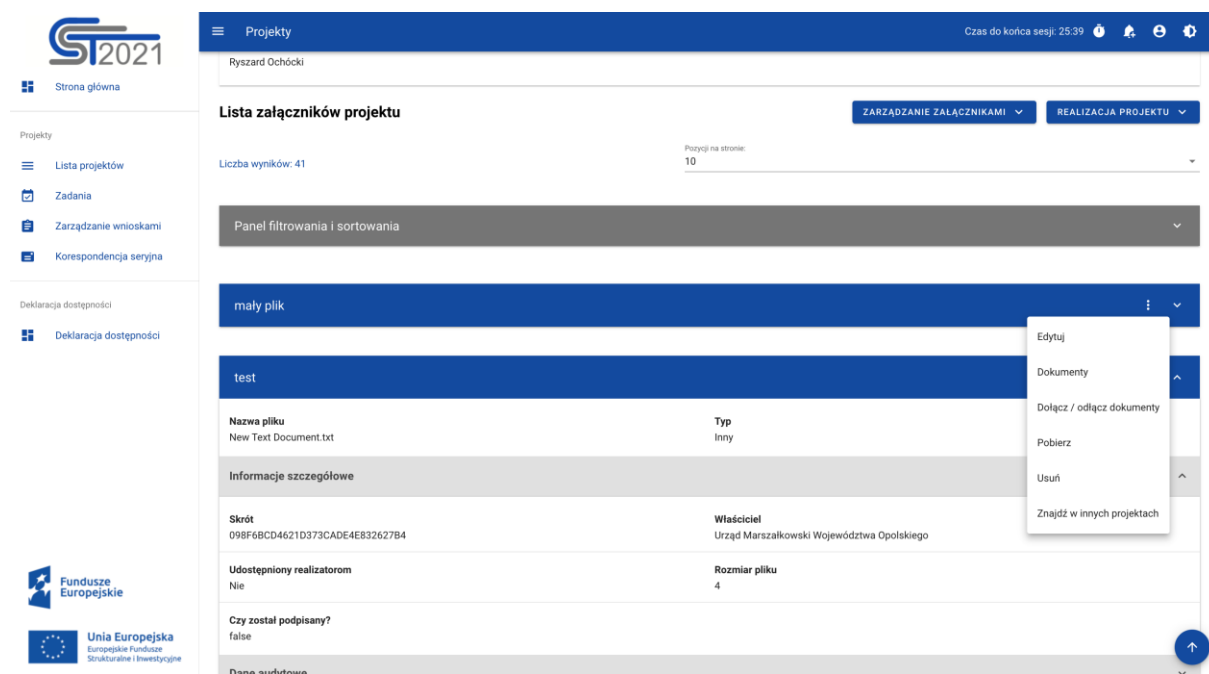 CST2021
Projekty
Czas do końca sesji: 25:39
Strona główna
Projekty
Lista projektów
Zadania
Zarządzanie wnioskami
Korespondencja seryjna
Deklaracja dostępności
Deklaracja dostępności
Fundusze
Europejskie
Unia Europejska
Europejskie Fundusze
Strukturalne i Inwestycyjne
Ryszard Ochócki
Lista załączników projektu
ZARZĄDZANIE ZAŁĄCZNIKAMI
REALIZACJA PROJEKTU
Liczba wyników: 41
Pozycji na stronie:
10
Panel filtrowania i sortowania
mały plik
Edytuj
Dokumenty
Dołącz / odłącz dokumenty
Pobierz
Usuń
Znajdź w innych projektach
test
Nazwa pliku
New Text Document.txt
Typ
Inny
Informacje szczegółowe
Skrót
098F6BCD4621D373CADE4E832627B4
Właściciel
Urząd Marszałkowski Województwa Opolskiego
Udostępniony realizatorom
Nie
Rozmiar pliku
4
Czy został podpisany?
false
Dane audytowe